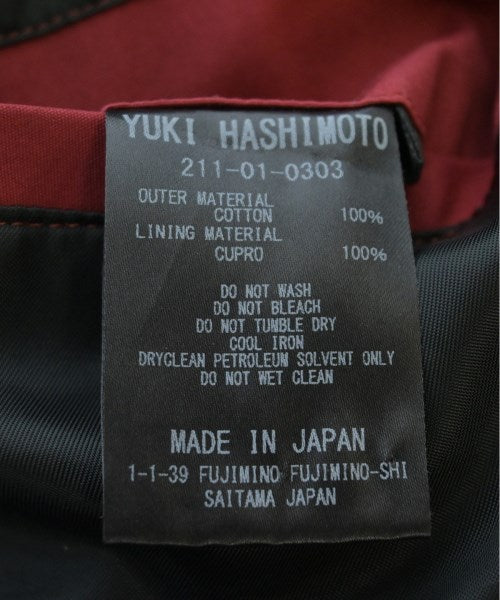 YUKI HASHIMOTO
211-01-0303
OUTER MATERIAL
COTTON 100%
LINING MATERIAL
CUPRO 100%
DO NOT WASH
DO NOT BLEACH
DO NOT TUMBLE DRY
COOL IRON
DRYCLEAN PETROLEUM SOLVENT ONLY
DO NOT WET CLEAN
MADE IN JAPAN
1-1-39 FUJIMINO FUJIMINO-SHI
SAITAMA JAPAN